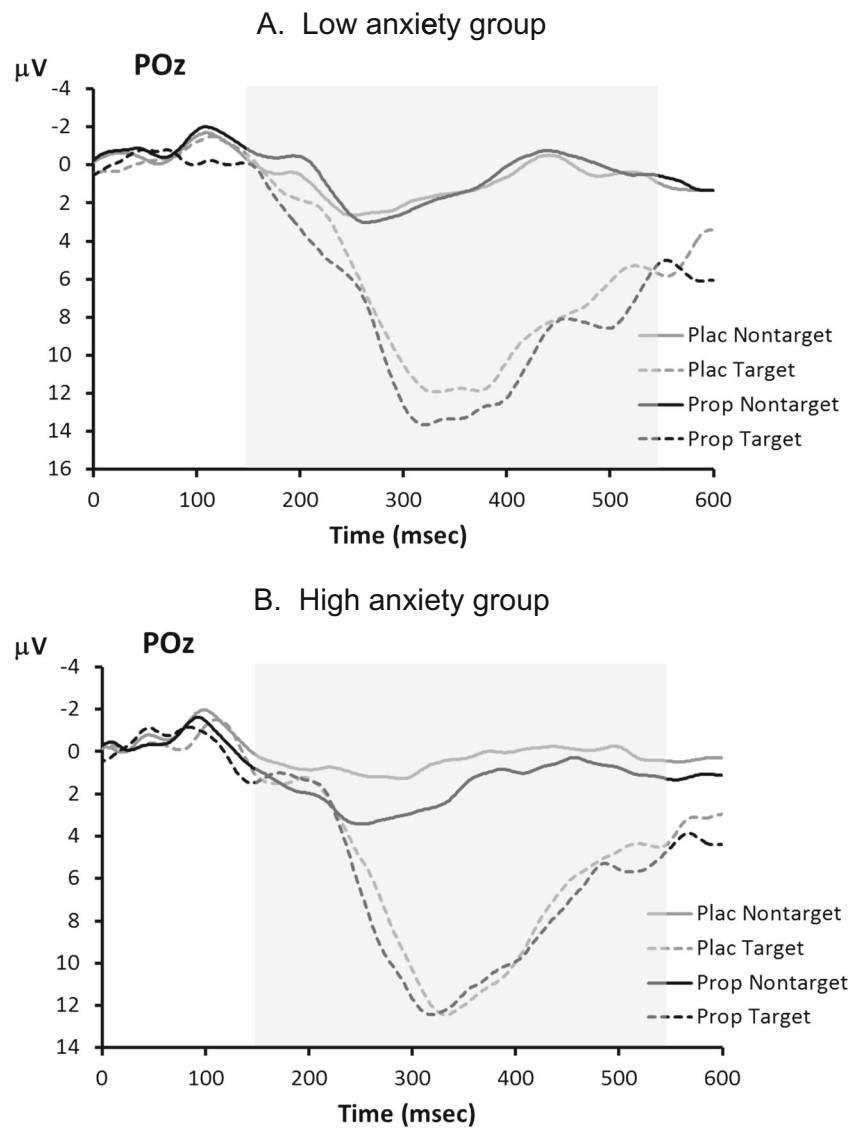 A. Low anxiety group
µV
POz
-4
-2
0
2
4
6
8
10
12
14
16
Plac Nontarget
Plac Target
Prop Nontarget
Prop Target
0 100 200 300 400 500 600
Time (msec)
B. High anxiety group
µV
POz
-4
-2
0
2
4
6
8
10
12
14
Plac Nontarget
Plac Target
Prop Nontarget
Prop Target
0 100 200 300 400 500 600
Time (msec)